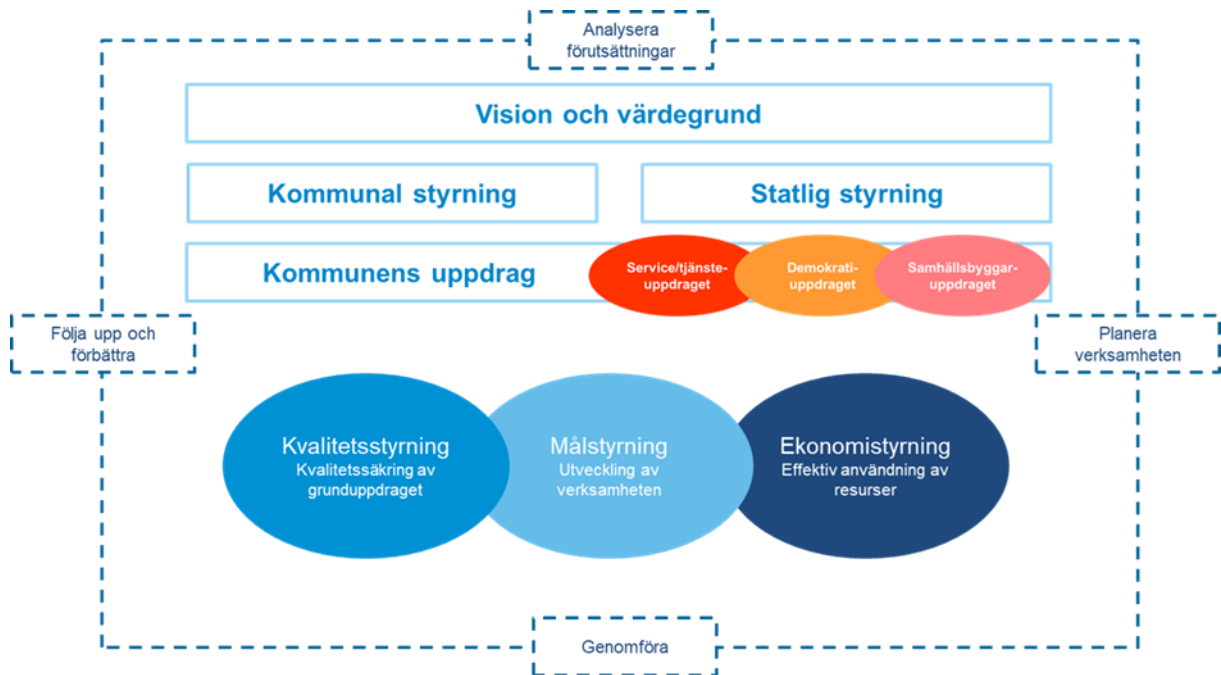 Analysera
förutsättningar
Vision och värdegrund
Kommunal styrning
Statlig styrning
Kommunens uppdrag
Service/tjänste-
uppdraget
Demokrati-
uppdraget
Samhällsbyggar-
uppdraget
Följa upp och
förbättra
Planera
verksamheten
Kvalitetsstyrning
Kvalitetssäkring av
grunduppdraget
Målstyrning
Utveckling av
verksamheten
Ekonomistyrning
Effektiv användning av
resurser
Genomföra